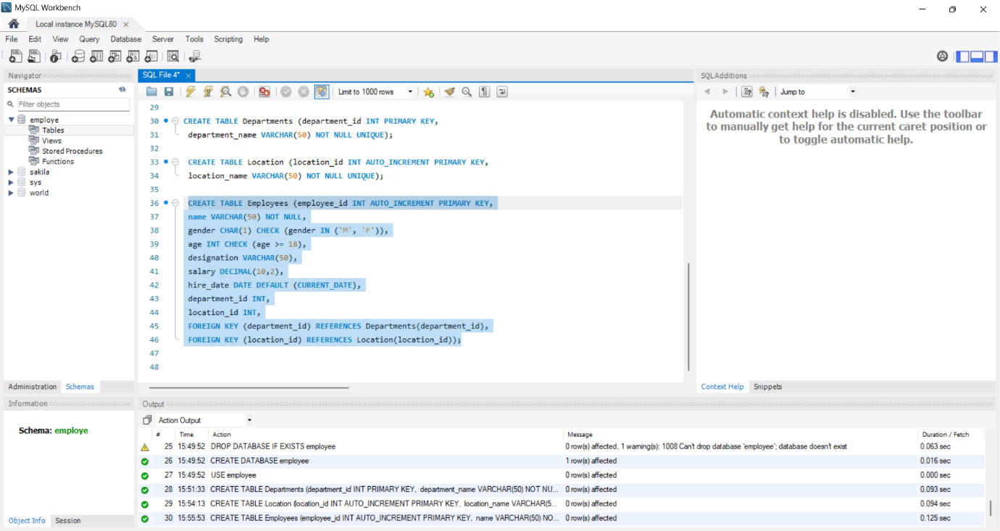 MySQL Workbench
Local instance MySQL80
File Edit View Query Database Server Tools Scripting Help
Navigator
SCHEMAS
Filter objects
employe
Tables
Views
Stored Procedures
Functions
sakila
sys
world
Administration Schemas
Information
Schema: employe
Object Info Session
SQL File 4*
Limit to 1000 rows
29
30 CREATE TABLE Departments (department_id INT PRIMARY KEY,
31 department_name VARCHAR(50) NOT NULL UNIQUE);
32
33 CREATE TABLE Location (location_id INT AUTO_INCREMENT PRIMARY KEY,
34 location_name VARCHAR(50) NOT NULL UNIQUE);
35
36 CREATE TABLE Employees (employee_id INT AUTO_INCREMENT PRIMARY KEY,
37 name VARCHAR(50) NOT NULL,
38 gender CHAR(1) CHECK (gender IN ('M', 'F')),
39 age INT CHECK (age >= 18),
40 designation VARCHAR(50),
41 salary DECIMAL(10,2),
42 hire_date DATE DEFAULT (CURRENT_DATE),
43 department_id INT,
44 location_id INT,
45 FOREIGN KEY (department_id) REFERENCES Departments(department_id),
46 FOREIGN KEY (location_id) REFERENCES Location(location_id));
47
48
SQLAdditions
Jump to
Automatic context help is disabled. Use the toolbar
to manually get help for the current caret position or
to toggle automatic help.
Context Help Snippets
Output
Action Output
# Time Action Message Duration / Fetch
25 15:49:52 DROP DATABASE IF EXISTS employee 0 row(s) affected, 1 warning(s): 1008 Can't drop database 'employee'; database doesn't exist 0.063 sec
26 15:49:52 CREATE DATABASE employee 1 row(s) affected 0.016 sec
27 15:49:52 USE employee 0 row(s) affected 0.000 sec
28 15:51:33 CREATE TABLE Departments (department_id INT PRIMARY KEY, department_name VARCHAR(50) NOT NU... 0 row(s) affected 0.093 sec
29 15:54:13 CREATE TABLE Location (location_id INT AUTO_INCREMENT PRIMARY KEY, location_name VARCHAR(5... 0 row(s) affected 0.094 sec
30 15:55:53 CREATE TABLE Employees (employee_id INT AUTO_INCREMENT PRIMARY KEY, name VARCHAR(50) NO... 0 row(s) affected 0.125 sec